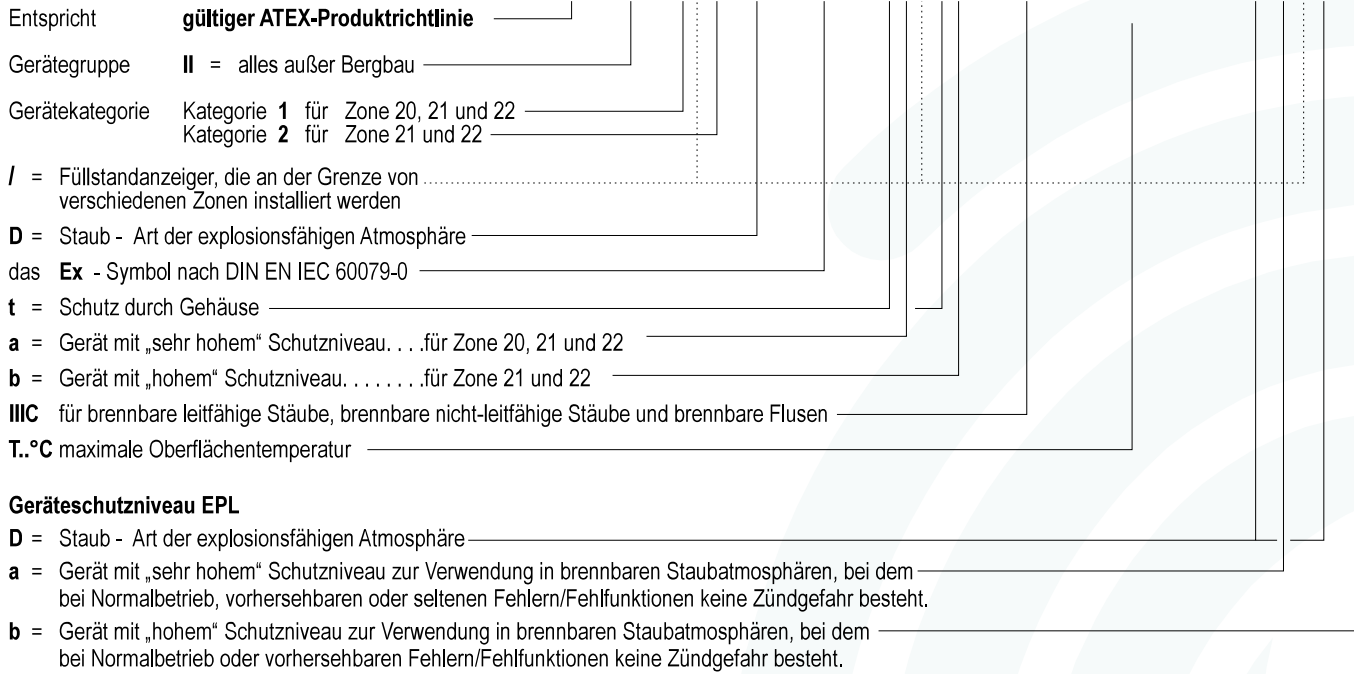 Entspricht gültiger ATEX-Produktrichtlinie
Gerätegruppe II = alles außer Bergbau
Gerätekategorie Kategorie 1 für Zone 20, 21 und 22
Kategorie 2 für Zone 21 und 22
/ = Füllstandanzeiger, die an der Grenze von
verschiedenen Zonen installiert werden
D = Staub - Art der explosionsfähigen Atmosphäre
das Ex - Symbol nach DIN EN IEC 60079-0
t = Schutz durch Gehäuse
a = Gerät mit „sehr hohem“ Schutzniveau. . . .für Zone 20, 21 und 22
b = Gerät mit „hohem“ Schutzniveau. . . . . . . .für Zone 21 und 22
IIIC für brennbare leitfähige Stäube, brennbare nicht-leitfähige Stäube und brennbare Flusen
T..°C maximale Oberflächentemperatur
Geräteschutzniveau EPL
D = Staub - Art der explosionsfähigen Atmosphäre
a = Gerät mit „sehr hohem“ Schutzniveau zur Verwendung in brennbaren Staubatmosphären, bei dem
bei Normalbetrieb, vorhersehbaren oder seltenen Fehlern/Fehlfunktionen keine Zündgefahr besteht.
b = Gerät mit „hohem“ Schutzniveau zur Verwendung in brennbaren Staubatmosphären, bei dem
bei Normalbetrieb oder vorhersehbaren Fehlern/Fehlfunktionen keine Zündgefahr besteht.